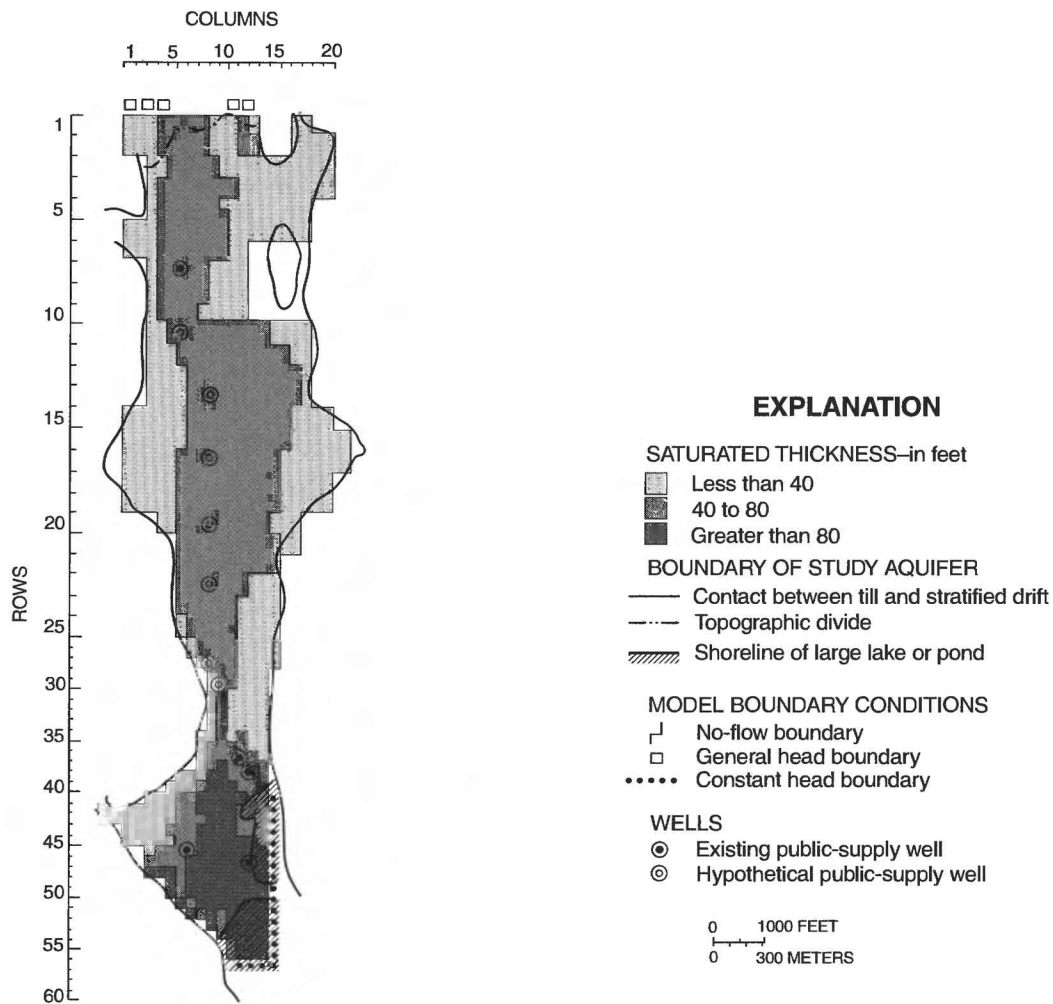 COLUMNS
1 5 10 15 20
1
5
10
15
20
25
30
35
40
45
50
55
60
ROWS
EXPLANATION
SATURATED THICKNESS–in feet
Less than 40
40 to 80
Greater than 80
BOUNDARY OF STUDY AQUIFER
Contact between till and stratified drift
Topographic divide
Shoreline of large lake or pond
MODEL BOUNDARY CONDITIONS
No-flow boundary
General head boundary
Constant head boundary
WELLS
Existing public-supply well
Hypothetical public-supply well
0 1000 FEET
0 300 METERS